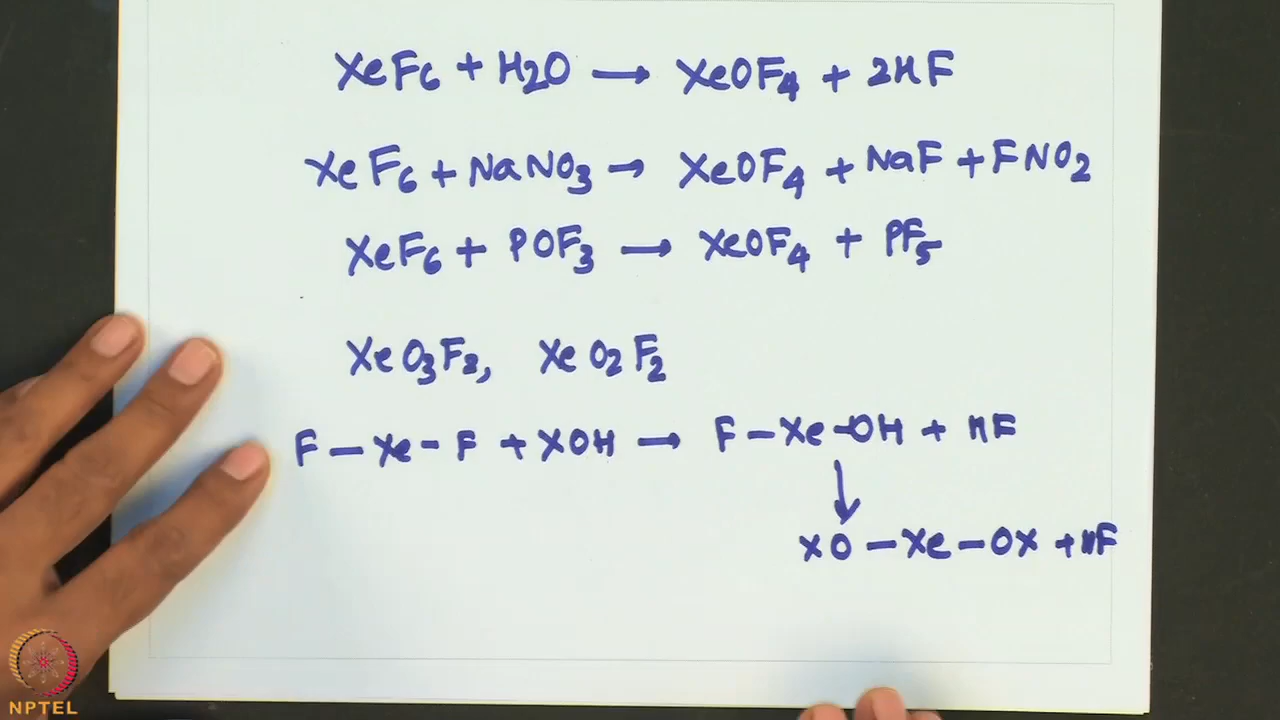 XeF6 + H2O → XeOF4 + 2HF
XeF6 + NaNO3 → XeOF4 + NaF + FNO2
XeF6 + POF3 → XeOF4 + PF5
XeO3F2, XeO2F2
F - Xe - F + XOH → F - Xe - OH + HF
↓
XO - Xe - OX + HF
NPTEL